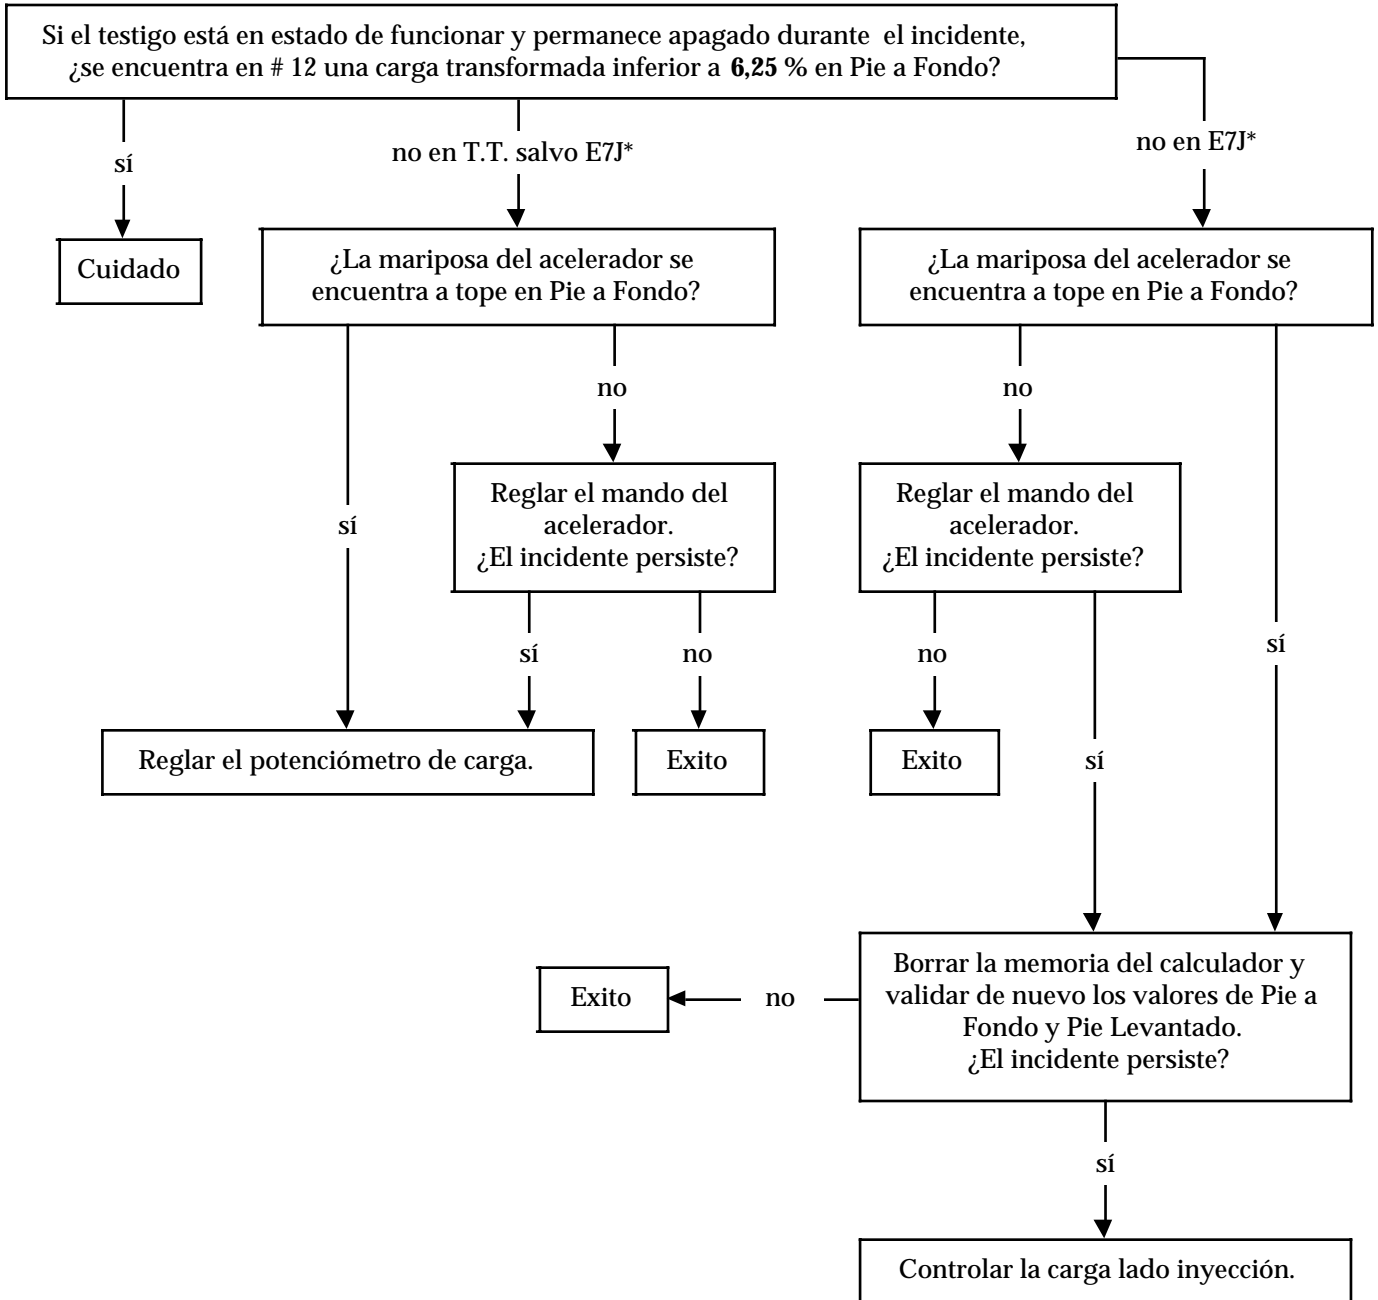 Si el testigo está en estado de funcionar y permanece apagado durante el incidente,
¿se encuentra en # 12 una carga transformada inferior a 6,25 % en Pie a Fondo?
sí
no en T.T. salvo E7J*
no en E7J*
Cuidado
¿La mariposa del acelerador se
encuentra a tope en Pie a Fondo?
¿La mariposa del acelerador se
encuentra a tope en Pie a Fondo?
no
no
sí
Reglar el mando del
acelerador.
¿El incidente persiste?
Reglar el mando del
acelerador.
¿El incidente persiste?
sí
no
no
sí
Reglar el potenciómetro de carga.
Exito
Exito
sí
Borrar la memoria del calculador y
validar de nuevo los valores de Pie a
Fondo y Pie Levantado.
¿El incidente persiste?
no
Exito
sí
Controlar la carga lado inyección.